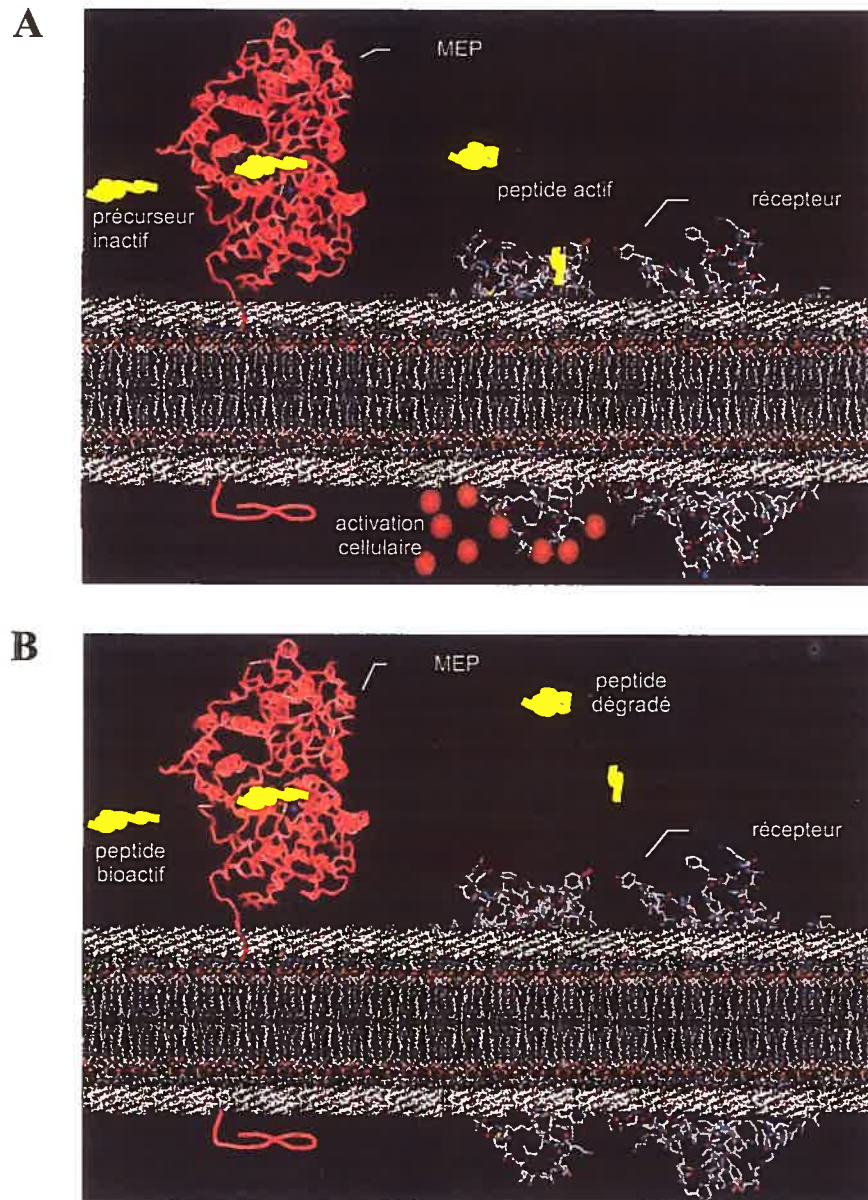 A
MEP
précurseur
inactif
peptide actif
récepteur
activation
cellulaire
B
MEP
peptide
dégradé
peptide
bioactif
récepteur